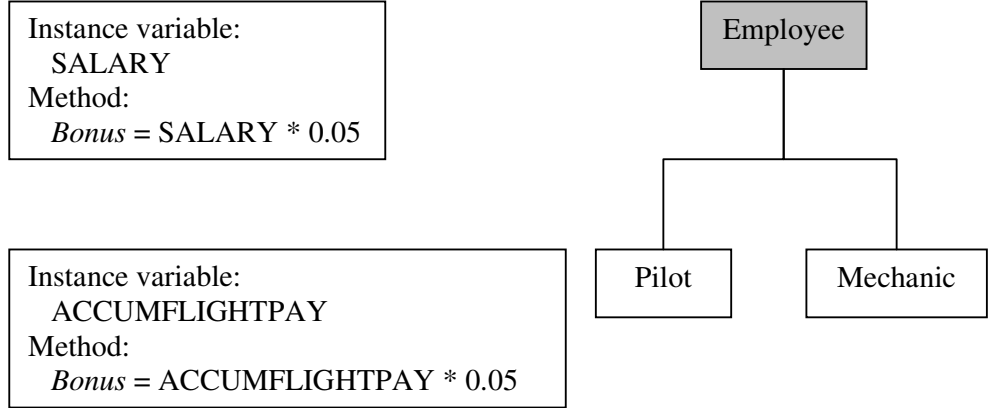 Instance variable:
SALARY
Method:
Bonus = SALARY * 0.05
Employee
Pilot
Mechanic
Instance variable:
ACCUMFLIGHTPAY
Method:
Bonus = ACCUMFLIGHTPAY * 0.05